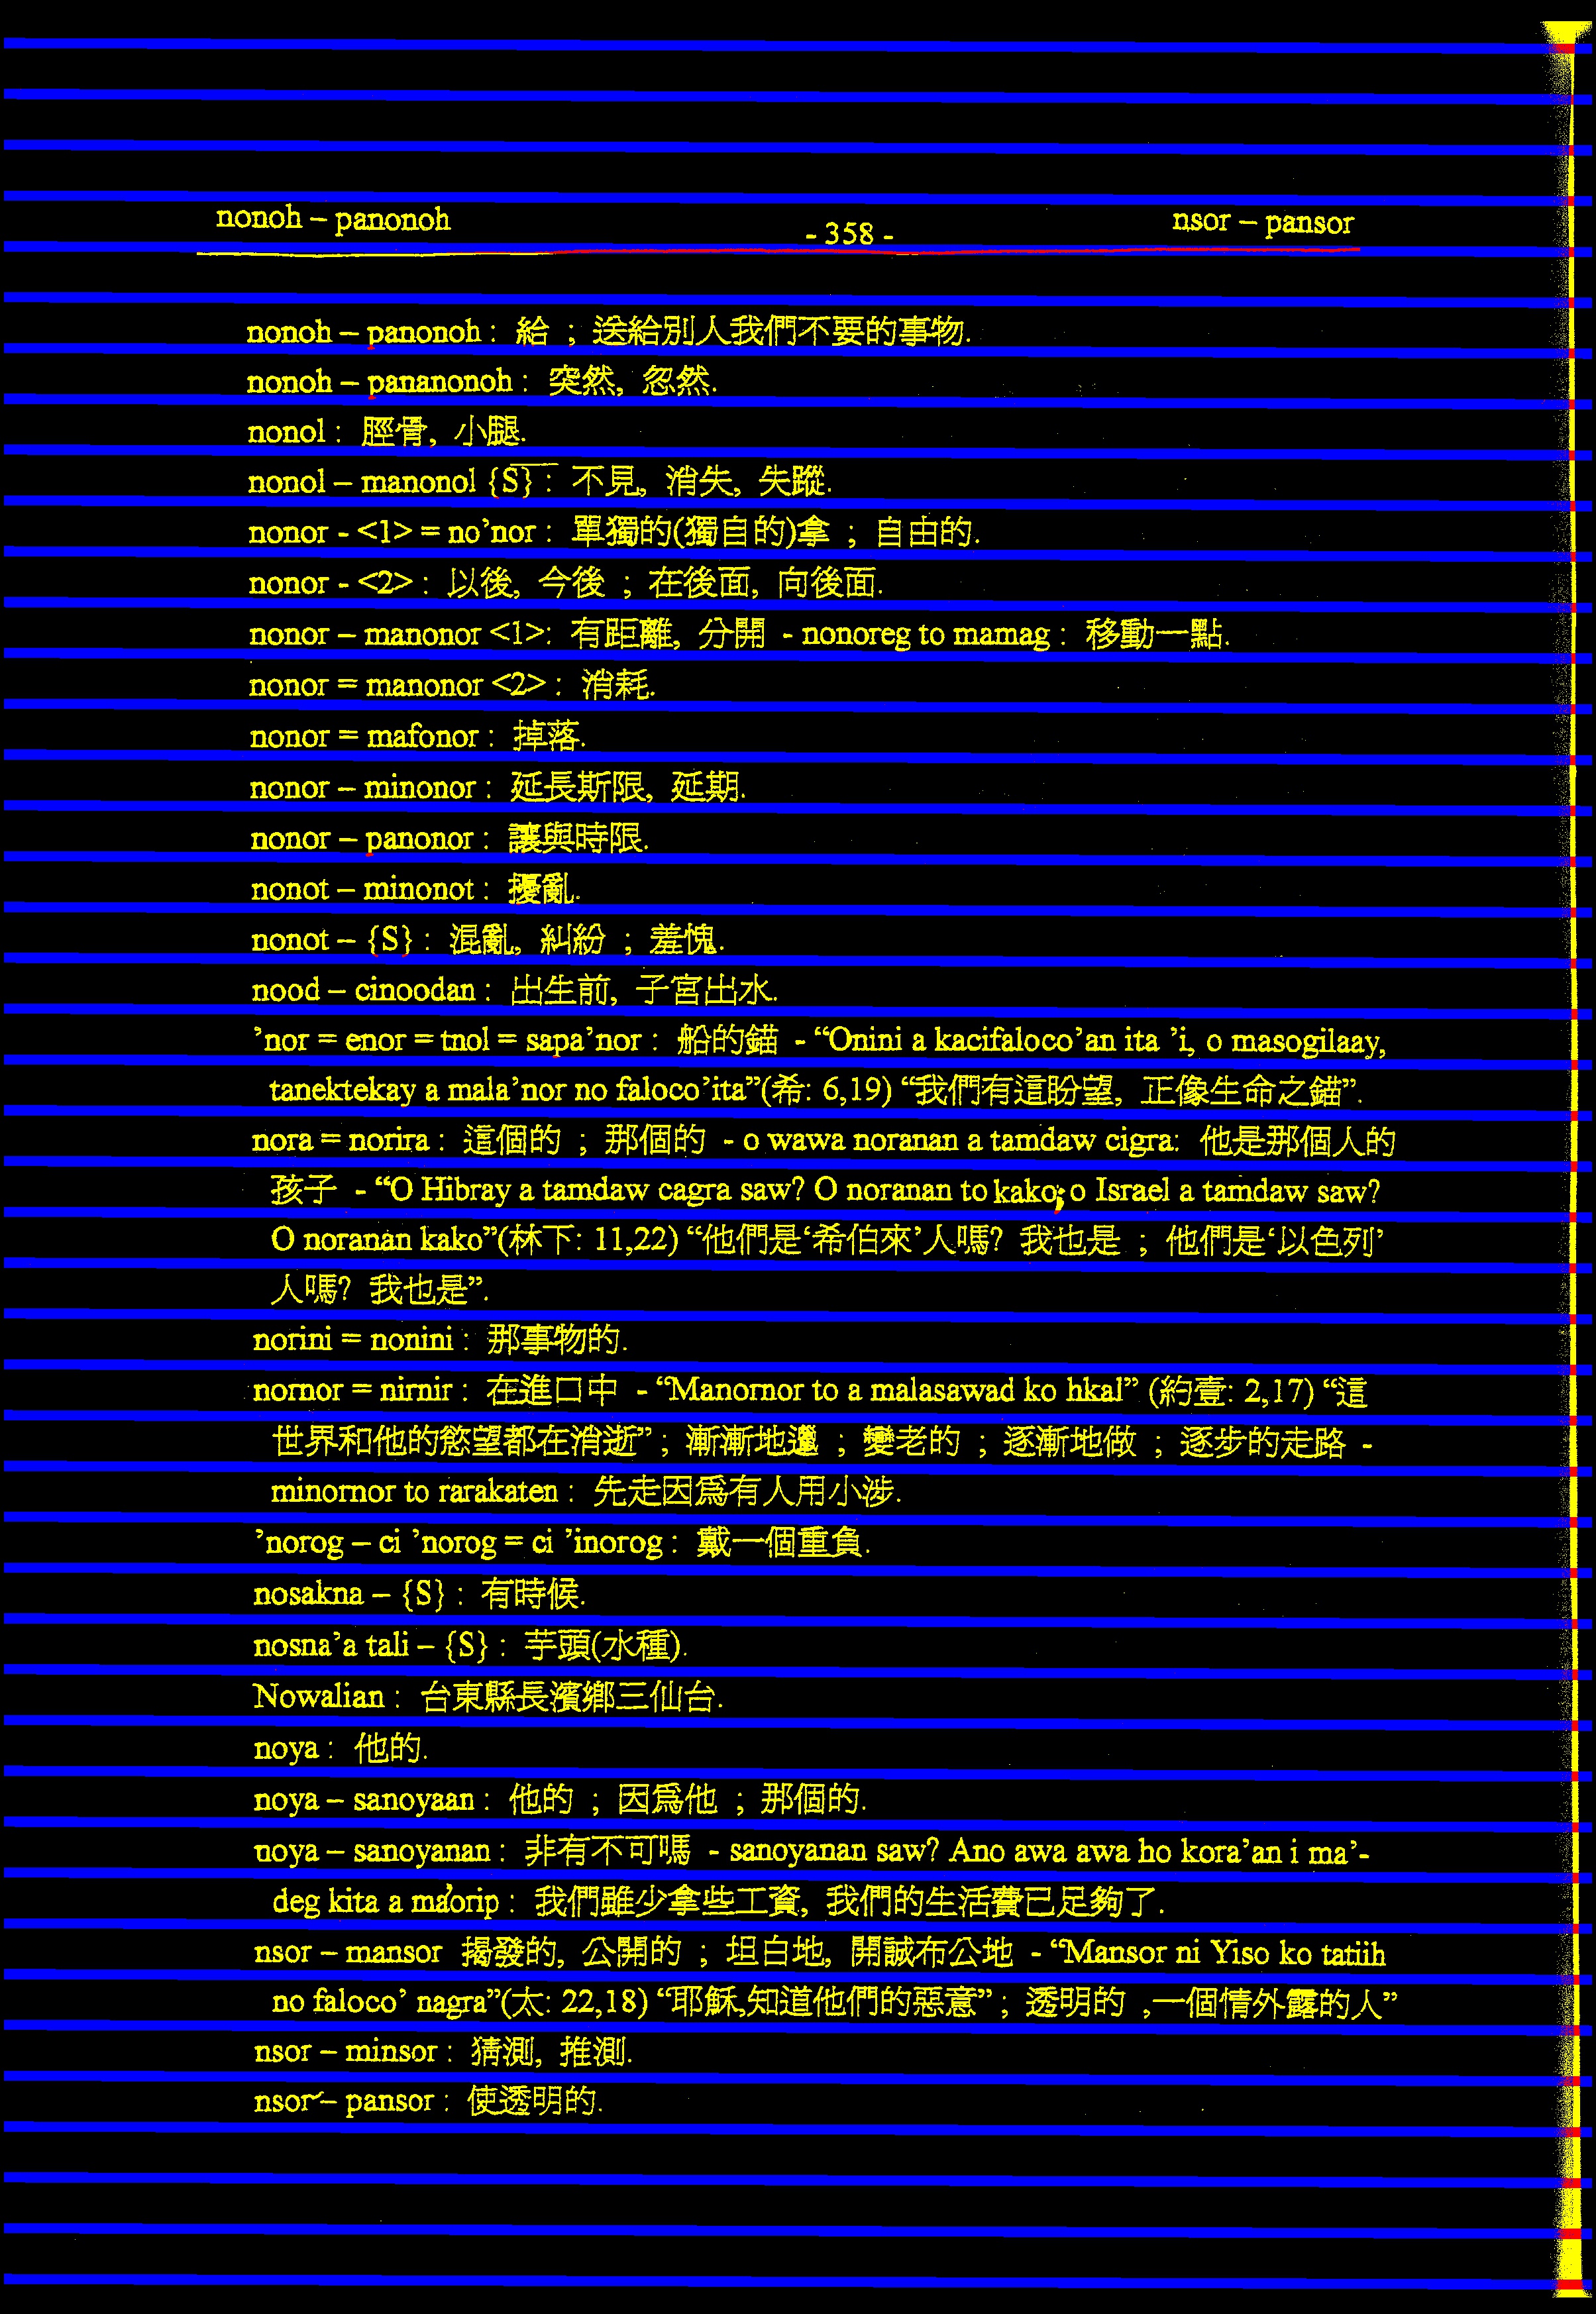 nonoh – panonoh
- 358 -
nsor – pansor
nonoh – panonoh : 給 ; 送給別人我們不要的事物.
nonoh – pananonoh : 突然, 忽然.
nonol : 脛骨, 小腿.
nonol – manonol {S} : 不見, 消失, 失蹤.
nonor - <1> = no’nor : 單獨的(獨自的)拿 ; 自由的.
nonor - <2> : 以後, 今後 ; 在後面, 向後面.
nonor – manonor <1>: 有距離, 分開 - nonoreg to mamag : 移動一點.
nonor = manonor <2> : 消耗.
nonor = mafonor : 掉落.
nonor – minonor : 延長斯限, 延期.
nonor – panonor : 讓與時限.
nonot – minonot : 擾亂.
nonot – {S} : 混亂, 糾紛 ; 羞愧.
nood – cinoodan : 出生前, 子宮出水.
’nor = enor = tnol = sapa’nor : 船的錨 - “Onini a kacifaloco’an ita ’i, o masogilaay,
tanektekay a mala’nor no faloco’ita”(希: 6,19) “我們有這盼望, 正像生命之錨”.
nora = norira : 這個的 ; 那個的 - o wawa noranan a tamdaw cigra: 他是那個人的
孩子 - “O Hibray a tamdaw cagra saw? O noranan to kako; o Israel a tamdaw saw?
O noranan kako”(林下: 11,22) “他們是‘希伯來’人嗎? 我也是 ; 他們是‘以色列’
人嗎? 我也是”.
norini = nonini : 那事物的.
nornor = nirnir : 在進口中 - “Manornor to a malasawad ko hkal” (約壹: 2,17) “這
世界和他的慾望都在消逝” ; 漸漸地邋 ; 變老的 ; 逐漸地做 ; 逐步的走路 -
minornor to rarakaten : 先走因爲有人用小涉.
’norog – ci ’norog = ci ’inorog : 戴一個重負.
nosakna – {S} : 有時候.
nosna’a tali – {S} : 芋頭(水種).
Nowalian : 台東縣長濱鄉三仙台.
noya : 他的.
noya – sanoyaan : 他的 ; 因爲他 ; 那個的.
noya – sanoyanan : 非有不可嗎 - sanoyanan saw? Ano awa awa ho kora’an i ma’-
deg kita a ma’orip : 我們雖少拿些工資, 我們的生活費已足夠了.
nsor – mansor 揭發的, 公開的 ; 坦白地, 開誠布公地 - “Mansor ni Yiso ko tatiih
no faloco’ nagra”(太: 22,18) “耶穌,知道他們的惡意” ; 透明的 ,一個情外露的人”
nsor – minsor : 猜測, 推測.
nsor – pansor : 使透明的.